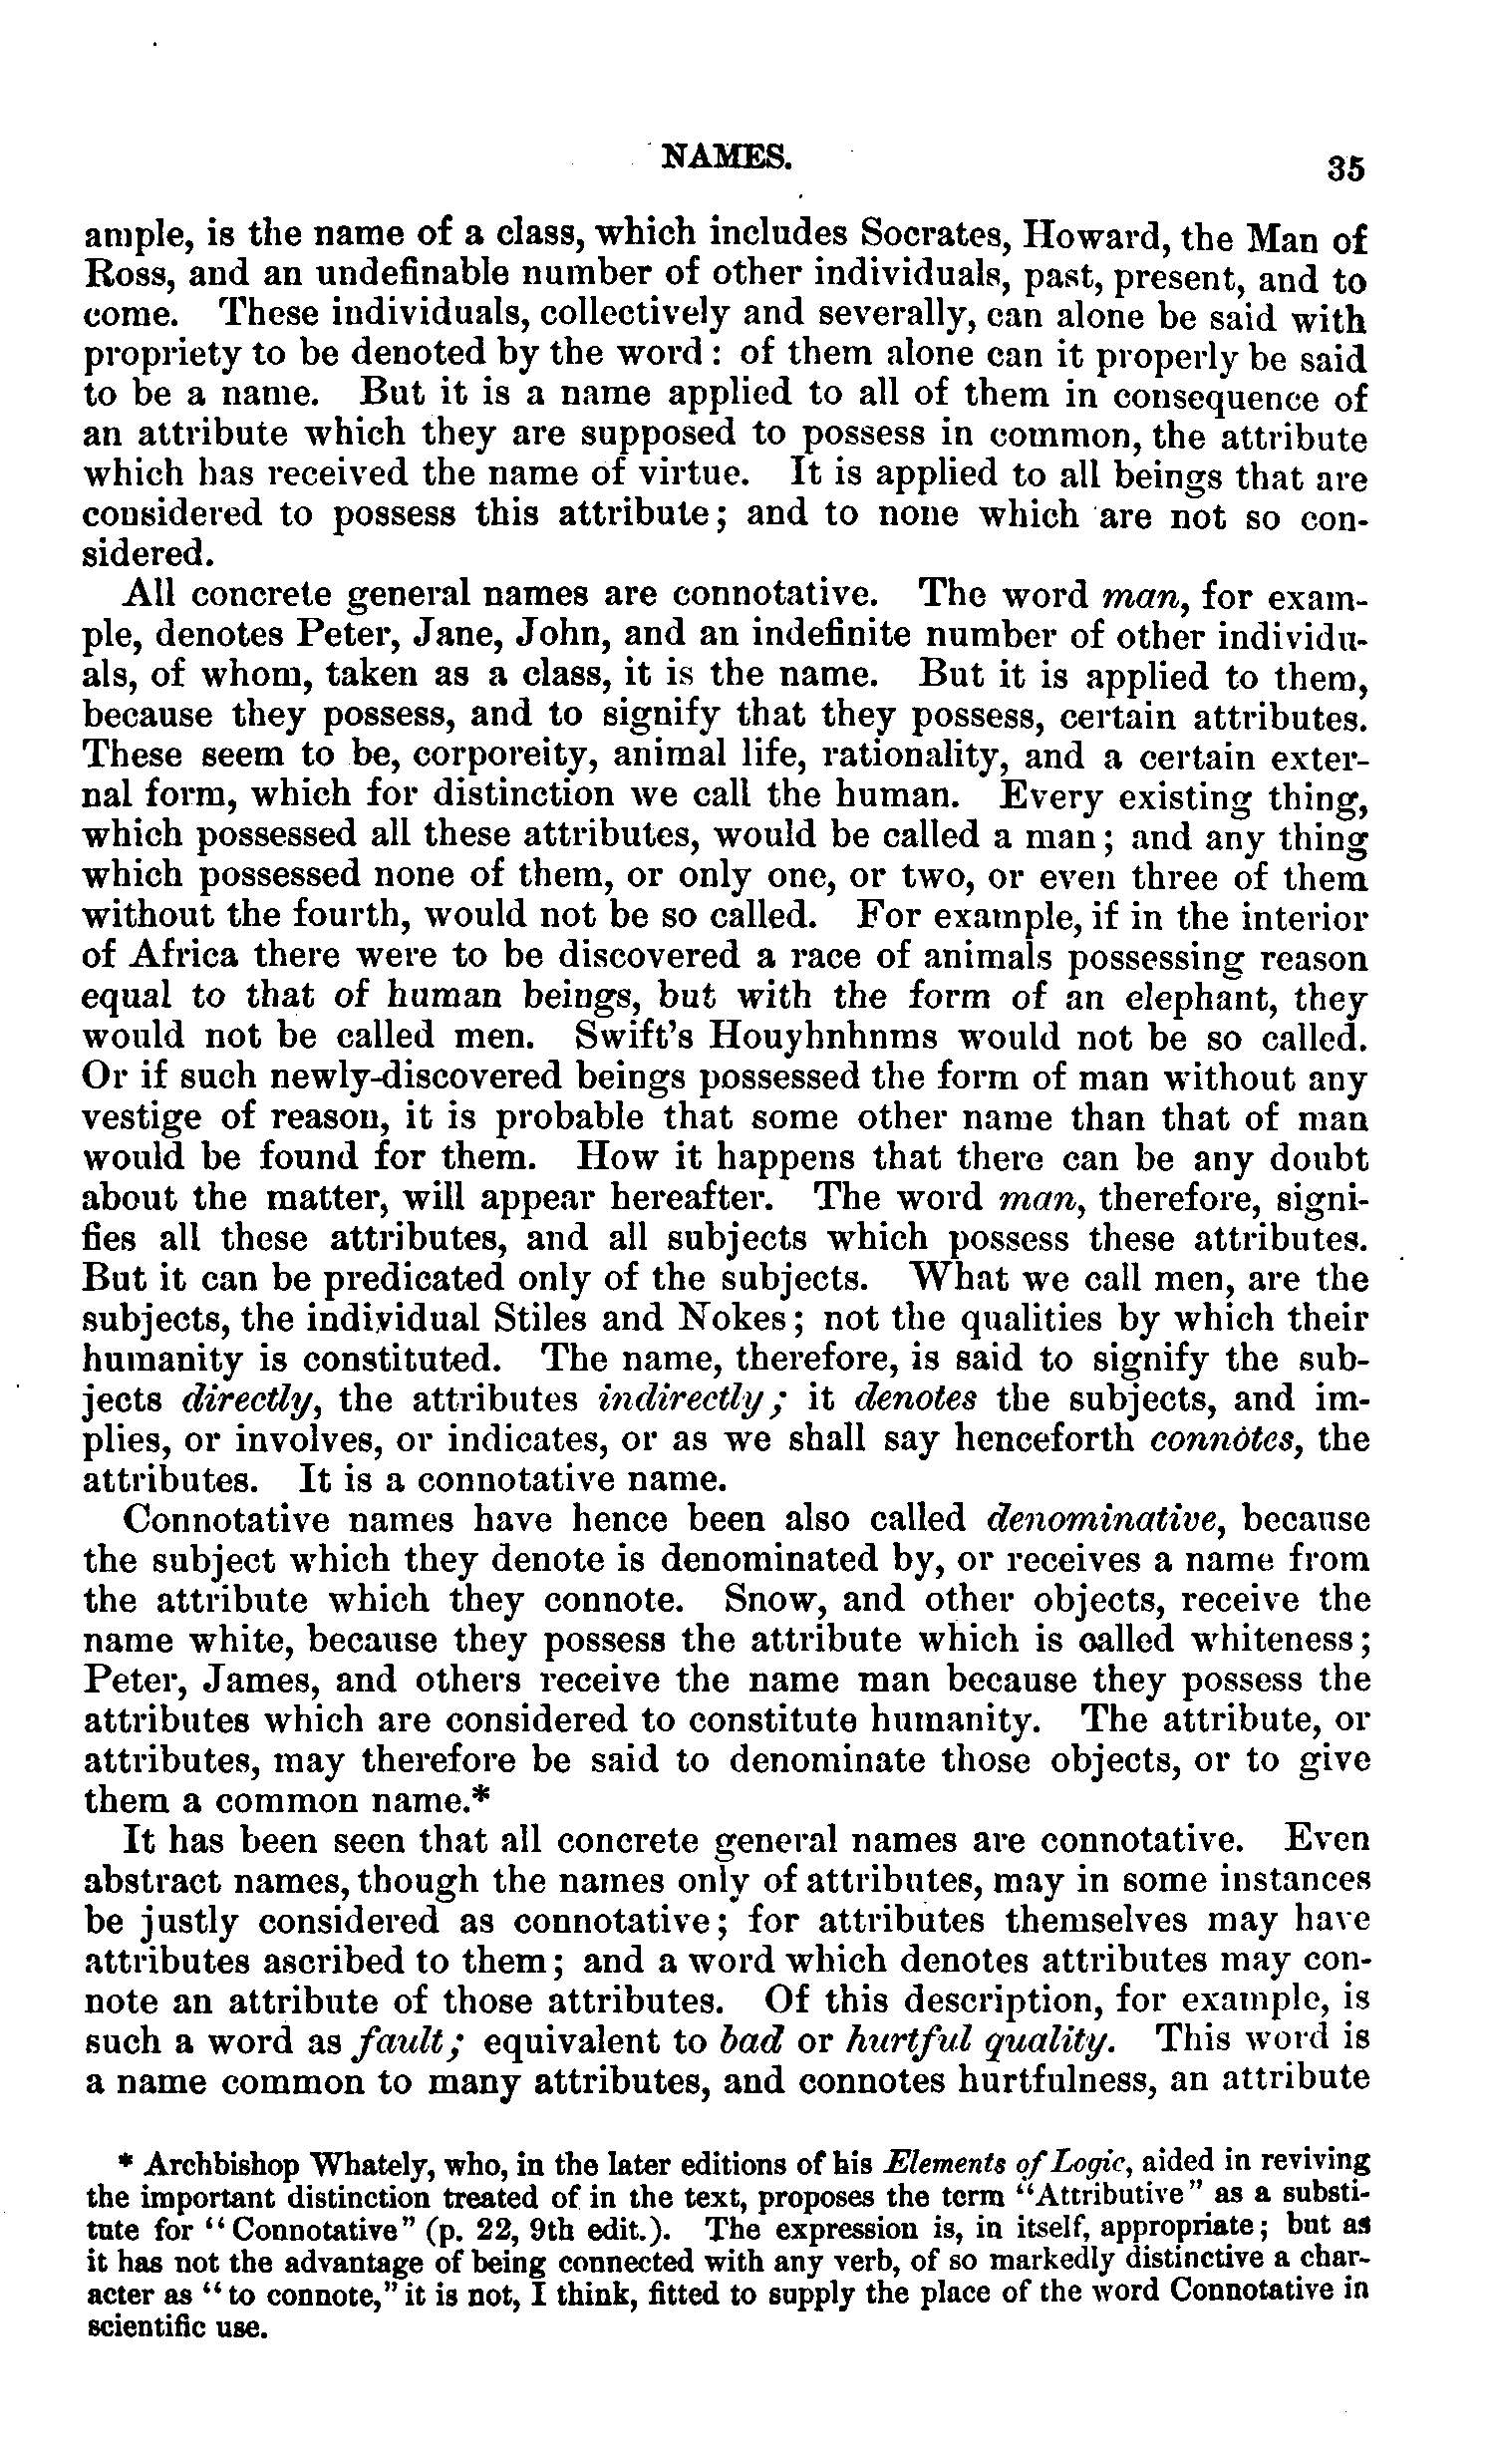 NAMES.
35
ample, is the name of a class, which includes Socrates, Howard, the Man of
Ross, and an undefinable number of other individuals, past, present, and to
come. These individuals, collectively and severally, can alone be said with
propriety to be denoted by the word: of them alone can it properly be said
to be a name. But it is a name applied to all of them in consequence of
an attribute which they are supposed to possess in common, the attribute
which has received the name of virtue. It is applied to all beings that are
considered to possess this attribute; and to none which are not so con-
sidered.
All concrete general names are connotative. The word man, for exam-
ple, denotes Peter, Jane, John, and an indefinite number of other individu-
als, of whom, taken as a class, it is the name. But it is applied to them,
because they possess, and to signify that they possess, certain attributes.
These seem to be, corporeity, animal life, rationality, and a certain exter-
nal form, which for distinction we call the human. Every existing thing,
which possessed all these attributes, would be called a man; and any thing
which possessed none of them, or only one, or two, or even three of them
without the fourth, would not be so called. For example, if in the interior
of Africa there were to be discovered a race of animals possessing reason
equal to that of human beings, but with the form of an elephant, they
would not be called men. Swift's Houyhnhnms would not be so called.
Or if such newly-discovered beings possessed the form of man without any
vestige of reason, it is probable that some other name than that of man
would be found for them. How it happens that there can be any doubt
about the matter, will appear hereafter. The word man, therefore, signi-
fies all these attributes, and all subjects which possess these attributes.
But it can be predicated only of the subjects. What we call men, are the
subjects, the individual Stiles and Nokes; not the qualities by which their
humanity is constituted. The name, therefore, is said to signify the sub-
jects directly, the attributes indirectly; it denotes the subjects, and im-
plies, or involves, or indicates, or as we shall say henceforth connotes, the
attributes. It is a connotative name.
Connotative names have hence been also called denominative, because
the subject which they denote is denominated by, or receives a name from
the attribute which they connote. Snow, and other objects, receive the
name white, because they possess the attribute which is called whiteness;
Peter, James, and others receive the name man because they possess the
attributes which are considered to constitute humanity. The attribute, or
attributes, may therefore be said to denominate those objects, or to give
them a common name.*
It has been seen that all concrete general names are connotative. Even
abstract names, though the names only of attributes, may in some instances
be justly considered as connotative; for attributes themselves may have
attributes ascribed to them; and a word which denotes attributes may con-
note an attribute of those attributes. Of this description, for example, is
such a word as fault; equivalent to bad or hurtful quality. This word is
a name common to many attributes, and connotes hurtfulness, an attribute
* Archbishop Whately, who, in the later editions of his Elements of Logic, aided in reviving
the important distinction treated of in the text, proposes the term "Attributive" as a substi-
tute for "Connotative" (p. 22, 9th edit.). The expression is, in itself, appropriate; but as
it has not the advantage of being connected with any verb, of so markedly distinctive a char-
acter as "to connote," it is not, I think, fitted to supply the place of the word Connotative in
scientific use.